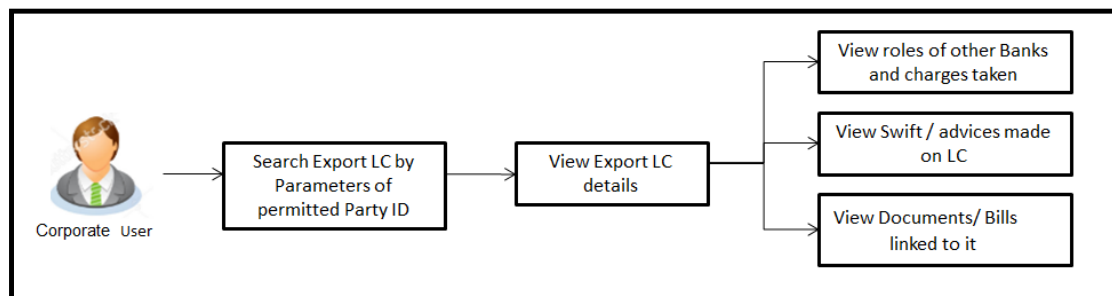 View roles of other Banks
and charges taken
Corporate User
Search Export LC by
Parameters of
permitted Party ID
View Export LC
details
View Swift / advices made
on LC
View Documents/ Bills
linked to it